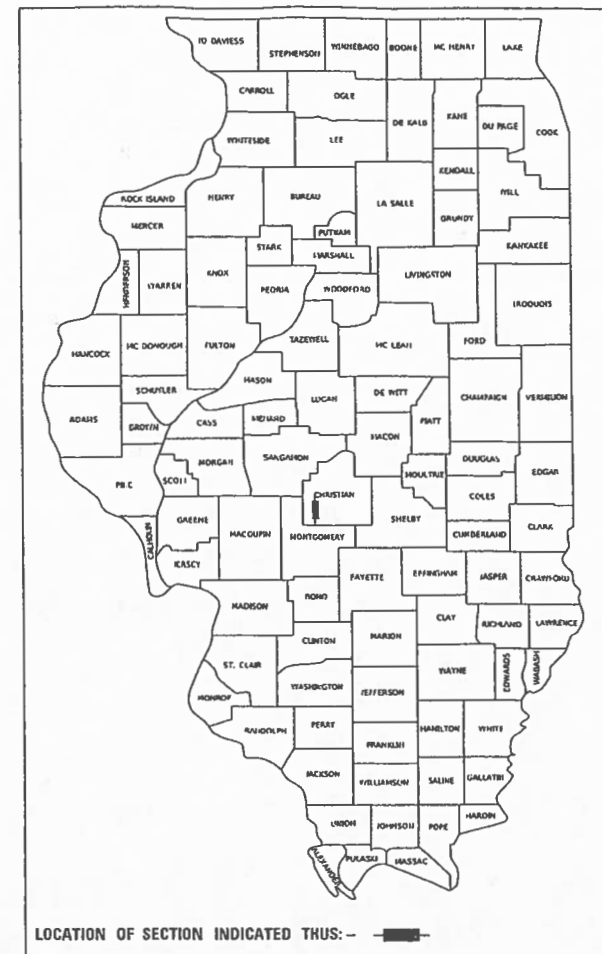 JO DAVIESS STEPHENSON WINNEBAGO BOONE MC HENRY LAKE
CARROLL OGLE DE KALB KANE DU PAGE COOK
WHITESIDE LEE
KENDALL
ROCK ISLAND HENRY BUREAU LA SALLE WILL
MERCER PUTNAM GRUNDY
STARK MARSHALL KANKAKEE
HENDERSON WARREN KNOX PEORIA WOODFORD LIVINGSTON
IROQUOIS
HANCOCK MC DONOUGH FULTON TAZEWELL MC LEAN FORD
MASON
SCHUYLER LOGAN DE WITT CHAMPAIGN VERMILION
ADAMS BROWN CASS MENARD PIATT
MACON
PIKE SCOTT MORGAN SANGAMON MOULTRIE DOUGLAS EDGAR
CHRISTIAN COLES
CALHOUN GREENE MACOUPIN MONTGOMERY SHELBY CUMBERLAND CLARK
JERSEY FAYETTE EFFINGHAM JASPER CRAWFORD
MADISON BOND CLAY RICHLAND LAWRENCE
CLINTON MARION
ST. CLAIR WAYNE EDWARDS WABASH
WASHINGTON JEFFERSON
MONROE
RANDOLPH PERRY HAMILTON WHITE
FRANKLIN
JACKSON WILLIAMSON SALINE GALLATIN
UNION JOHNSON POPE HARDIN
ALEXANDER PULASKI MASSAC
LOCATION OF SECTION INDICATED THUS:-